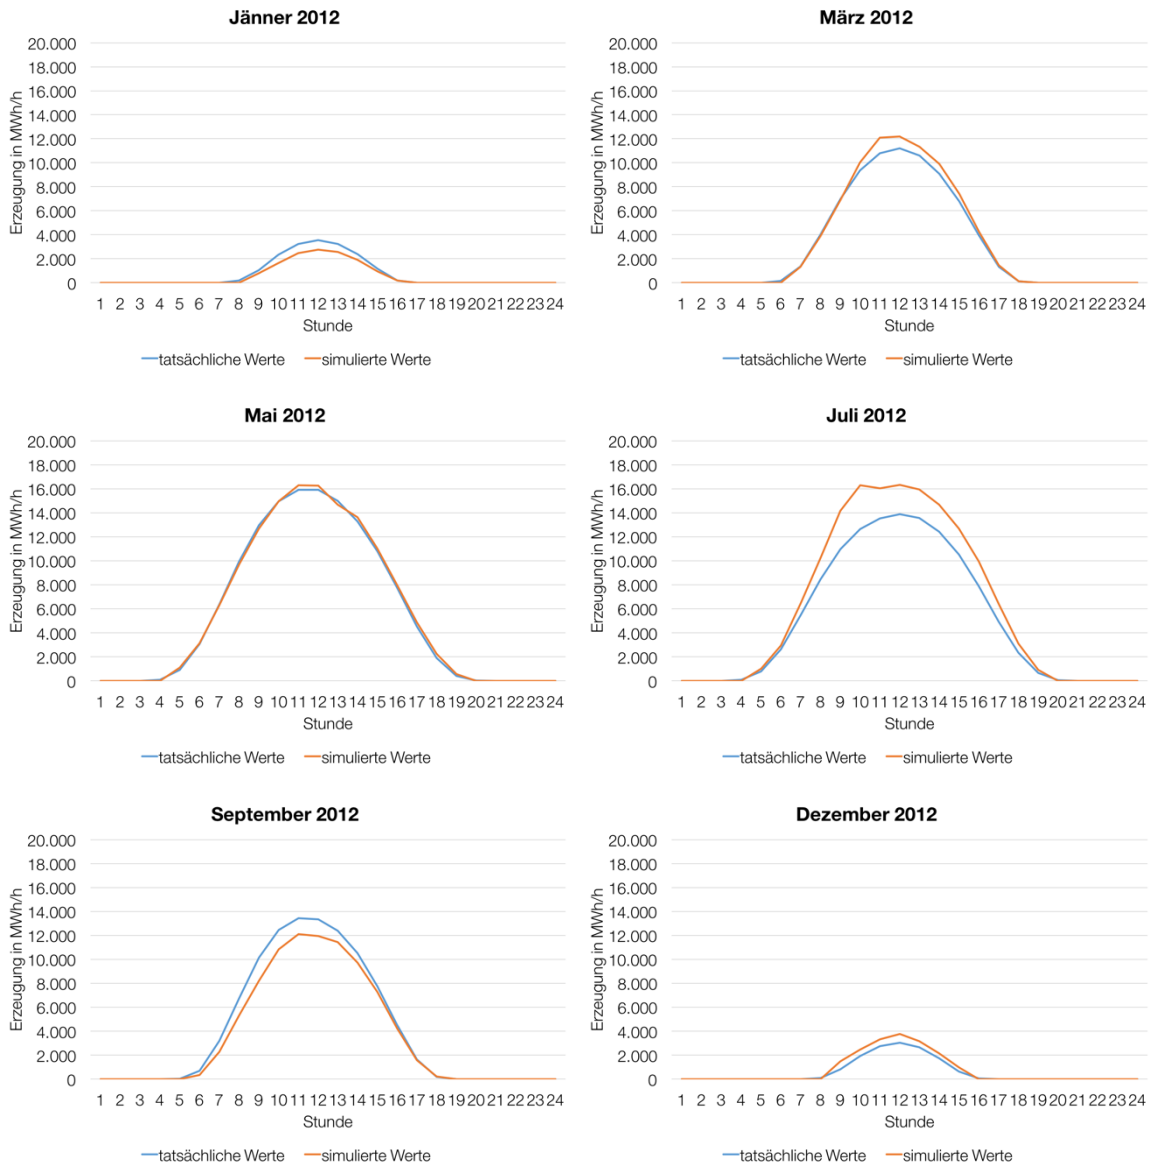 Jänner 2012
Erzeugung in MWh/h
20.000
18.000
16.000
14.000
12.000
10.000
8.000
6.000
4.000
2.000
0
1 2 3 4 5 6 7 8 9 10 11 12 13 14 15 16 17 18 19 20 21 22 23 24
Stunde
tatsächliche Werte simulierte Werte
März 2012
Erzeugung in MWh/h
20.000
18.000
16.000
14.000
12.000
10.000
8.000
6.000
4.000
2.000
0
1 2 3 4 5 6 7 8 9 10 11 12 13 14 15 16 17 18 19 20 21 22 23 24
Stunde
tatsächliche Werte simulierte Werte
Mai 2012
Erzeugung in MWh/h
20.000
18.000
16.000
14.000
12.000
10.000
8.000
6.000
4.000
2.000
0
1 2 3 4 5 6 7 8 9 10 11 12 13 14 15 16 17 18 19 20 21 22 23 24
Stunde
tatsächliche Werte simulierte Werte
Juli 2012
Erzeugung in MWh/h
20.000
18.000
16.000
14.000
12.000
10.000
8.000
6.000
4.000
2.000
0
1 2 3 4 5 6 7 8 9 10 11 12 13 14 15 16 17 18 19 20 21 22 23 24
Stunde
tatsächliche Werte simulierte Werte
September 2012
Erzeugung in MWh/h
20.000
18.000
16.000
14.000
12.000
10.000
8.000
6.000
4.000
2.000
0
1 2 3 4 5 6 7 8 9 10 11 12 13 14 15 16 17 18 19 20 21 22 23 24
Stunde
tatsächliche Werte simulierte Werte
Dezember 2012
Erzeugung in MWh/h
20.000
18.000
16.000
14.000
12.000
10.000
8.000
6.000
4.000
2.000
0
1 2 3 4 5 6 7 8 9 10 11 12 13 14 15 16 17 18 19 20 21 22 23 24
Stunde
tatsächliche Werte simulierte Werte